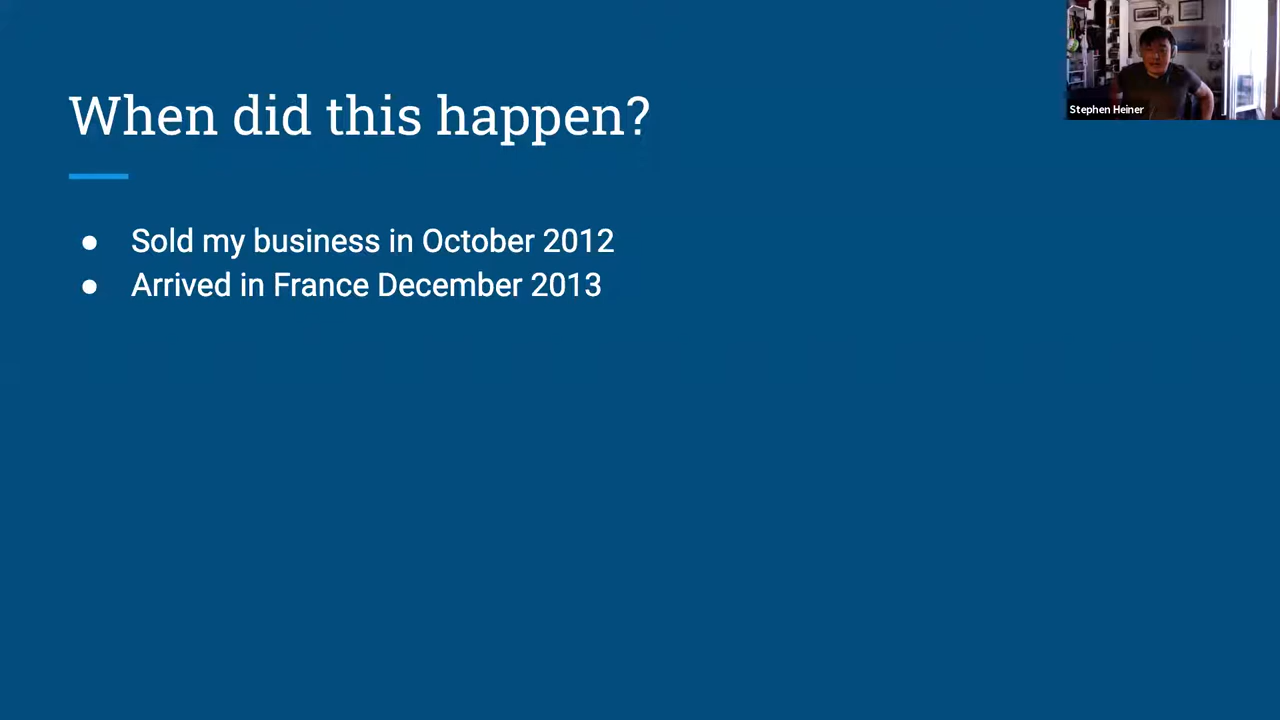 When did this happen?
● Sold my business in October 2012
● Arrived in France December 2013
Stephen Heiner